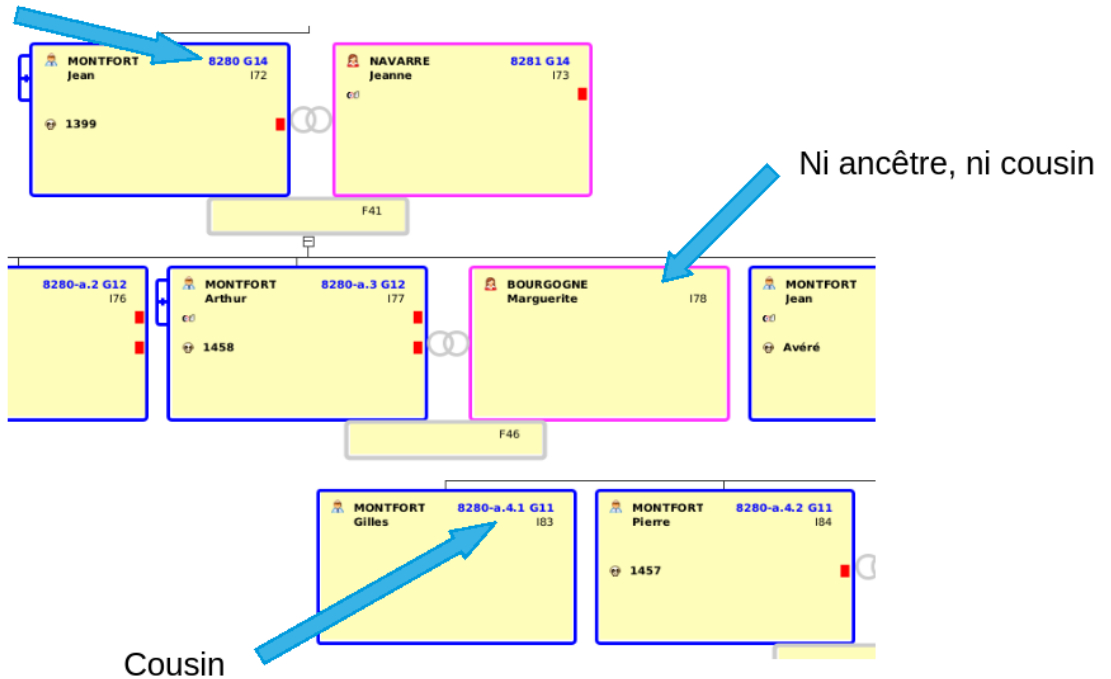 MONTFORT 8280 G14
Jean I72
1399
NAVARRE 8281 G14
Jeanne I73
Ni ancêtre, ni cousin
F41
8280-a.2 G12
I76
MONTFORT 8280-a.3 G12
Arthur I77
1458
BOURGOGNE
Marguerite I78
MONTFORT
Jean
Avéré
F46
MONTFORT 8280-a.4.1 G11
Gilles I83
MONTFORT 8280-a.4.2 G11
Pierre I84
1457
Cousin